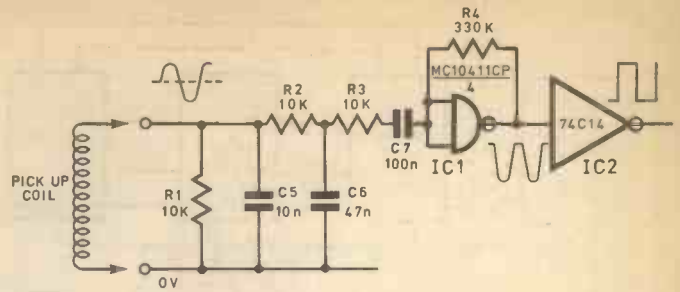 R4
330K
MC10411CP
4
R2
10K
R3
10K
C7
100n
IC1
74C14
IC2
PICK UP
COIL
R1
10K
C5
10n
C6
47n
0V